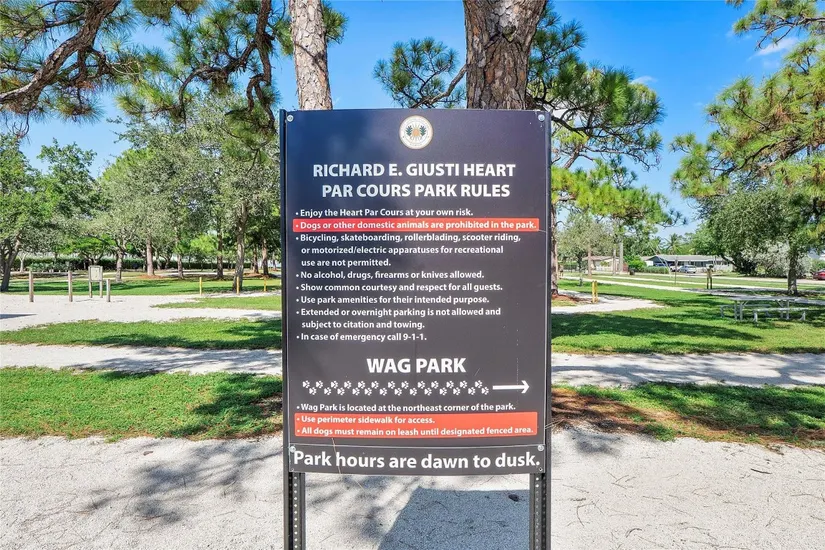 RICHARD E. GIUSTI HEART
PAR COURS PARK RULES
• Enjoy the Heart Par Cours at your own risk.
• Dogs or other domestic animals are prohibited in the park.
• Bicycling, skateboarding, rollerblading, scooter riding,
or motorized/electric apparatuses for recreational
use are not permitted.
• No alcohol, drugs, firearms or knives allowed.
• Show common courtesy and respect for all guests.
• Use park amenities for their intended purpose.
• Extended or overnight parking is not allowed and
subject to citation and towing.
• In case of emergency call 9-1-1.
WAG PARK
• Wag Park is located at the northeast corner of the park.
• Use perimeter sidewalk for access.
• All dogs must remain on leash until designated fenced area.
Park hours are dawn to dusk.